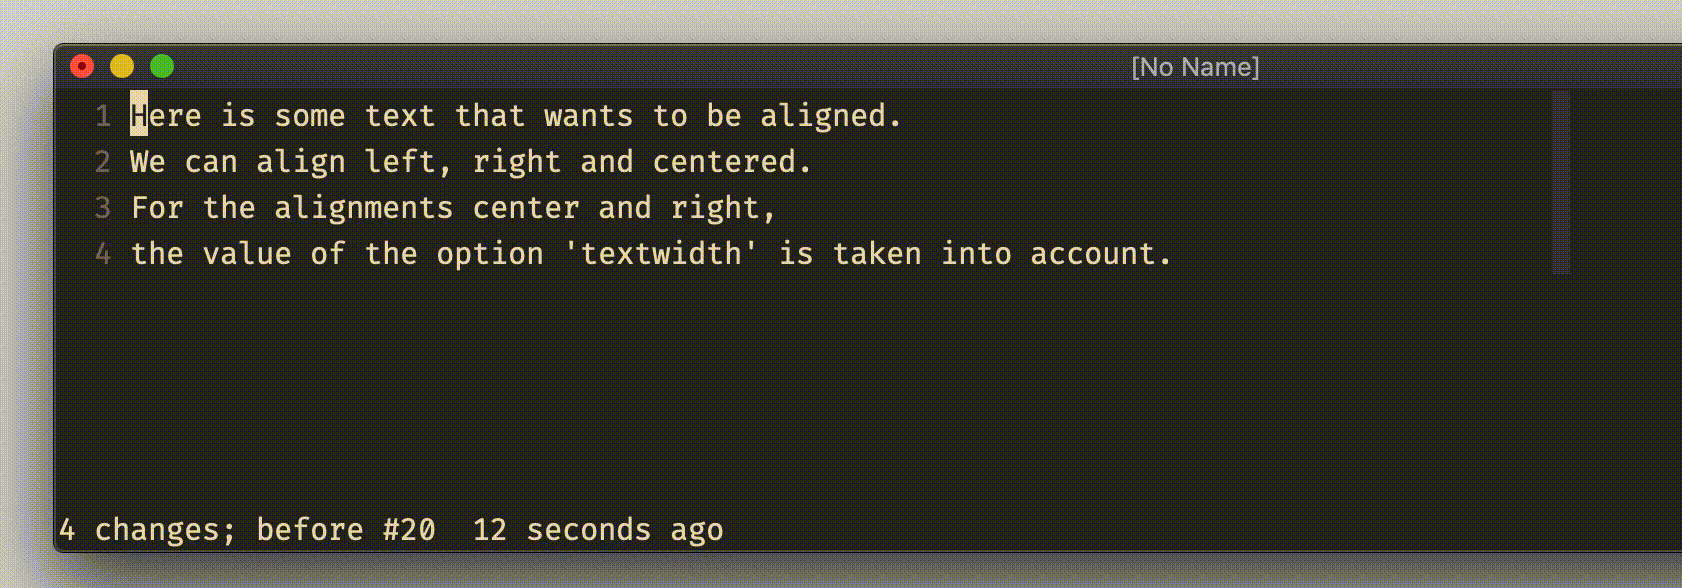 [No Name]
1 Here is some text that wants to be aligned.
2 We can align left, right and centered.
3 For the alignments center and right,
4 the value of the option 'textwidth' is taken into account.
4 changes; before #20  12 seconds ago